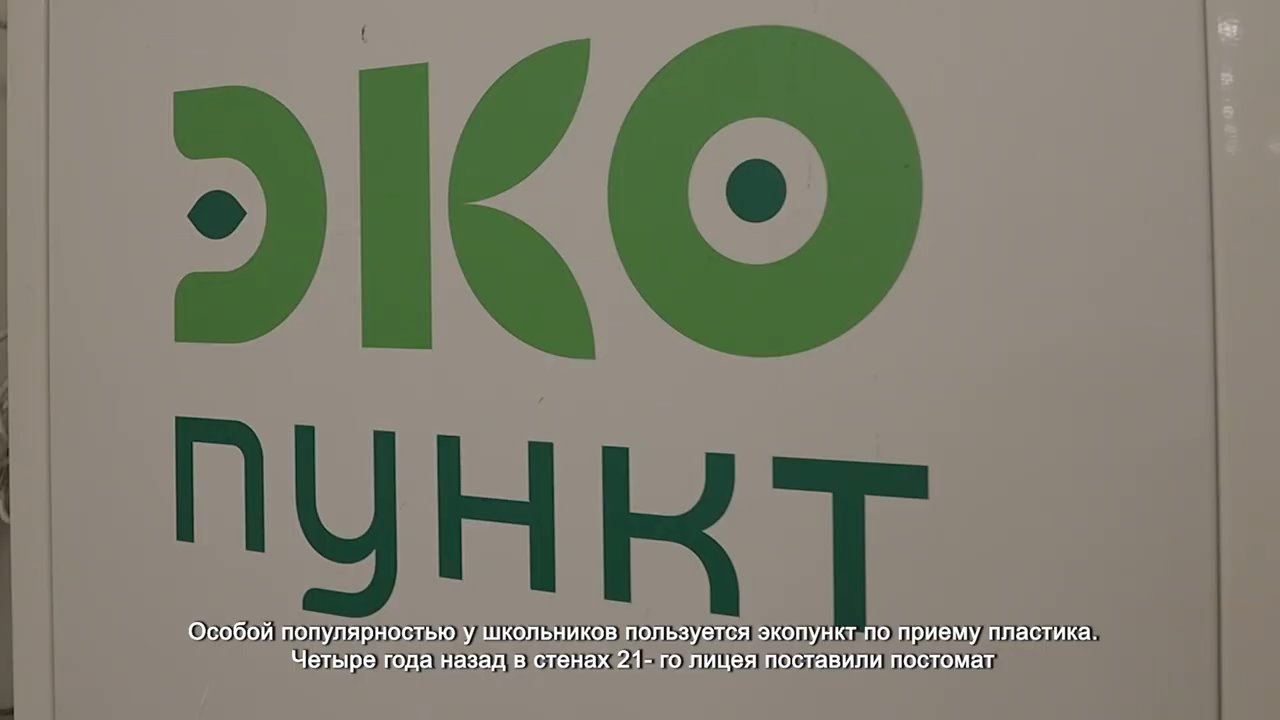 эко
пункт
Особой популярностью у школьников пользуется экопункт по приему пластика.
Четыре года назад в стенах 21- го лицея поставили постомат